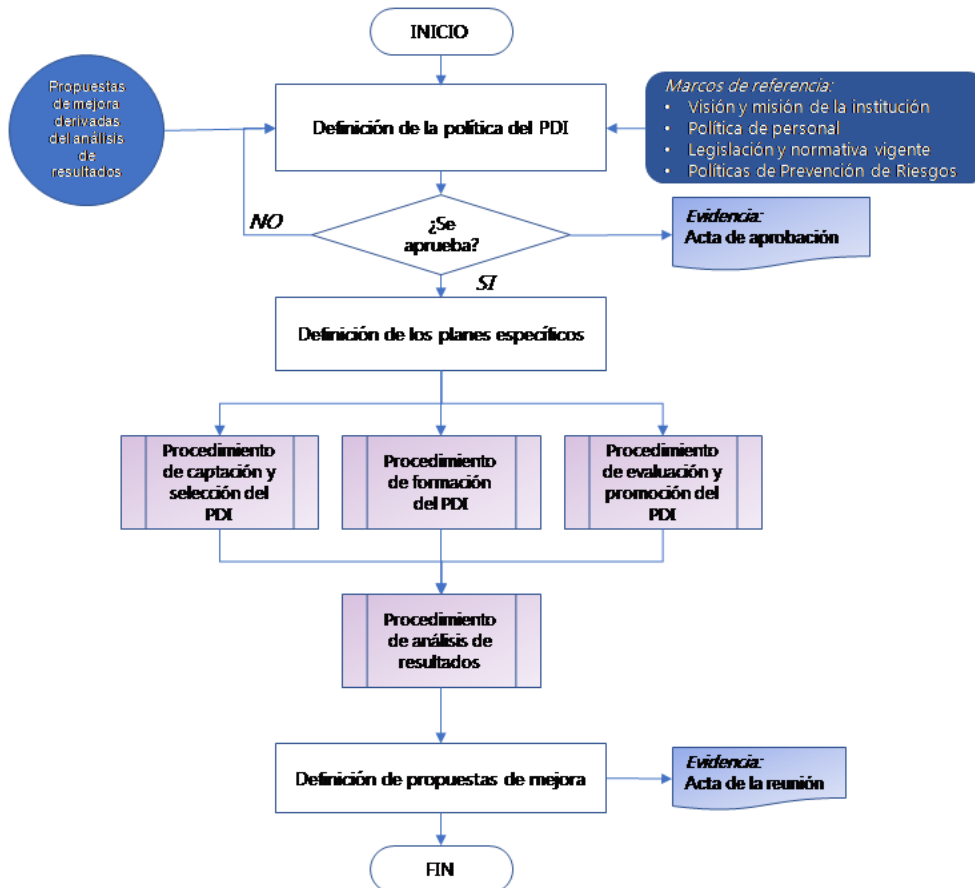 INICIO
Propuestas
de mejora
derivadas
del análisis
de
resultados
Definición de la política del PDI
Marcos de referencia:
• Visión y misión de la institución
• Política de personal
• Legislación y normativa vigente
• Políticas de Prevención de Riesgos
NO
¿Se
aprueba?
Evidencia:
Acta de aprobación
SI
Definición de los planes específicos
Procedimiento
de captación y
selección del
PDI
Procedimiento
de formación
del PDI
Procedimiento
de evaluación y
promoción del
PDI
Procedimiento
de análisis de
resultados
Definición de propuestas de mejora
Evidencia:
Acta de la reunión
FIN